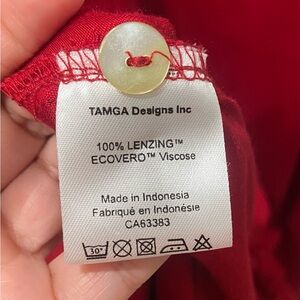 TAMGA Designs Inc
100% LENZING™
ECOVERO™ Viscose
Made in Indonesia
Fabriqué en Indonésie
CA63383
30°